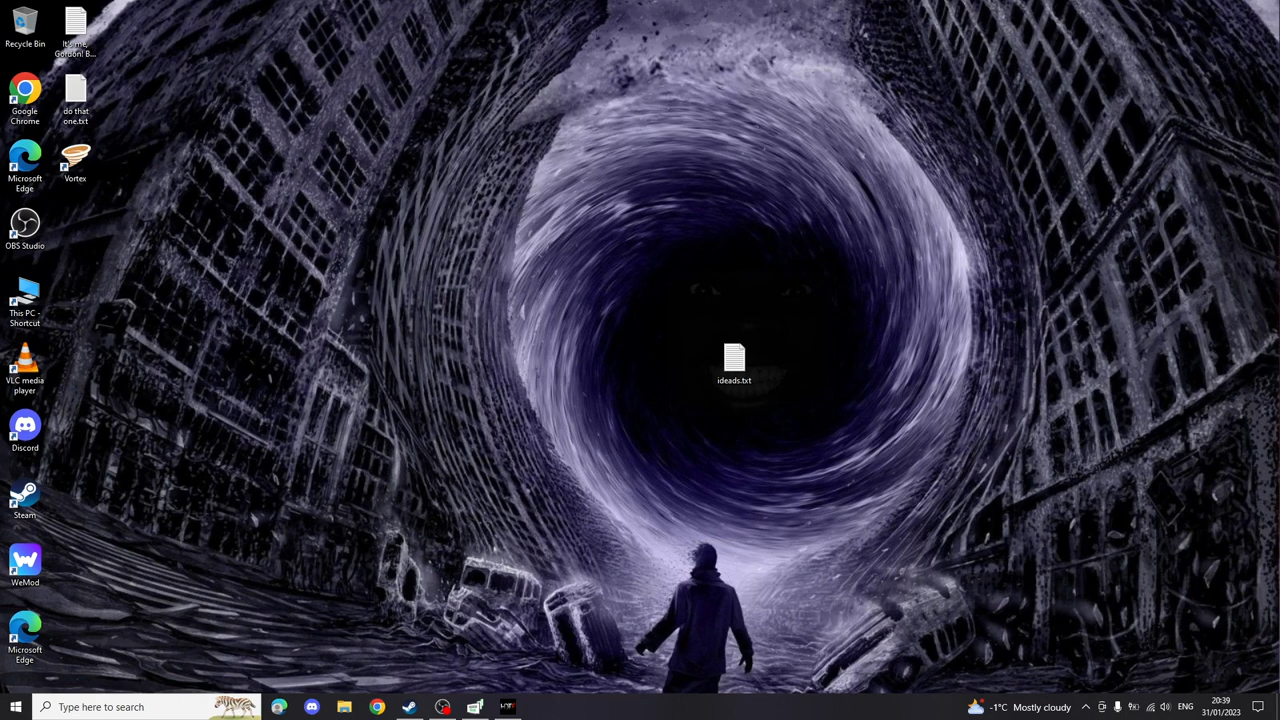 Recycle Bin
It's me,
Gordon! B...
Google
Chrome
do that
one.txt
Microsoft
Edge
Vortex
OBS Studio
This PC -
Shortcut
VLC media
player
ideads.txt
Discord
Steam
WeMod
Microsoft
Edge
Type here to search
-1°C Mostly cloudy
ENG
20:39
31/01/2023